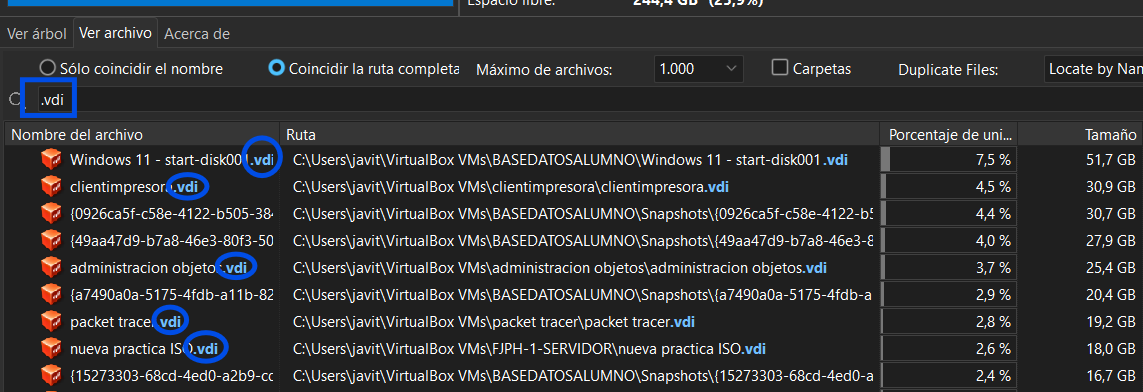 Espacio libre: 244,4 GB (25,9%)
Ver árbol Ver archivo Acerca de
Sólo coincidir el nombre Coincidir la ruta completa Máximo de archivos: 1.000 Carpetas Duplicate Files: Locate by Nam
.vdi
Nombre del archivo Ruta Porcentaje de uni... Tamaño
Windows 11 - start-disk001.vdi C:\Users\javit\VirtualBox VMs\BASEDATOSALUMNO\Windows 11 - start-disk001.vdi 7,5 % 51,7 GB
clientimpresora.vdi C:\Users\javit\VirtualBox VMs\clientimpresora\clientimpresora.vdi 4,5 % 30,9 GB
{0926ca5f-c58e-4122-b505-384 C:\Users\javit\VirtualBox VMs\BASEDATOSALUMNO\Snapshots\{0926ca5f-c58e-4122-b5 4,4 % 30,7 GB
{49aa47d9-b7a8-46e3-80f3-50 C:\Users\javit\VirtualBox VMs\BASEDATOSALUMNO\Snapshots\{49aa47d9-b7a8-46e3-8 4,0 % 27,9 GB
administracion objetos.vdi C:\Users\javit\VirtualBox VMs\administracion objetos\administracion objetos.vdi 3,7 % 25,4 GB
{a7490a0a-5175-4fdb-a11b-82 C:\Users\javit\VirtualBox VMs\BASEDATOSALUMNO\Snapshots\{a7490a0a-5175-4fdb-a 2,9 % 20,4 GB
packet tracer.vdi C:\Users\javit\VirtualBox VMs\packet tracer\packet tracer.vdi 2,8 % 19,2 GB
nueva practica ISO.vdi C:\Users\javit\VirtualBox VMs\FJPH-1-SERVIDOR\nueva practica ISO.vdi 2,6 % 18,0 GB
{15273303-68cd-4ed0-a2b9-cc C:\Users\javit\VirtualBox VMs\BASEDATOSALUMNO\Snapshots\{15273303-68cd-4ed0-a 2,4 % 16,7 GB